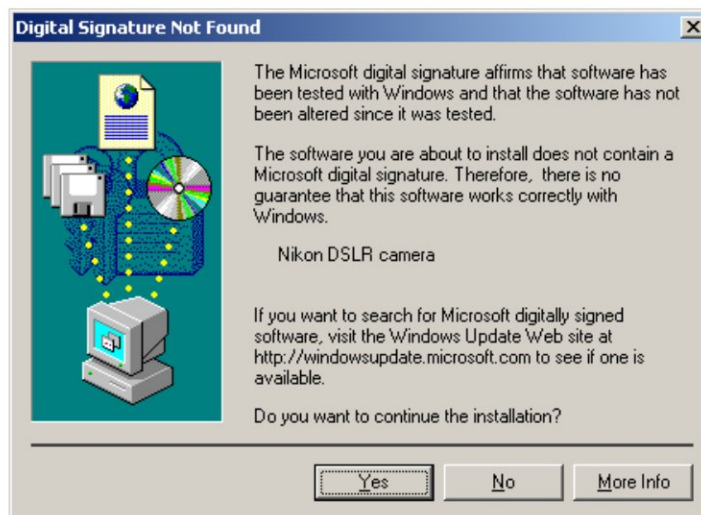 Digital Signature Not Found
The Microsoft digital signature affirms that software has
been tested with Windows and that the software has not
been altered since it was tested.
The software you are about to install does not contain a
Microsoft digital signature. Therefore, there is no
guarantee that this software works correctly with
Windows.
Nikon DSLR camera
If you want to search for Microsoft digitally signed
software, visit the Windows Update Web site at
http://windowsupdate.microsoft.com to see if one is
available.
Do you want to continue the installation?
Yes No More Info